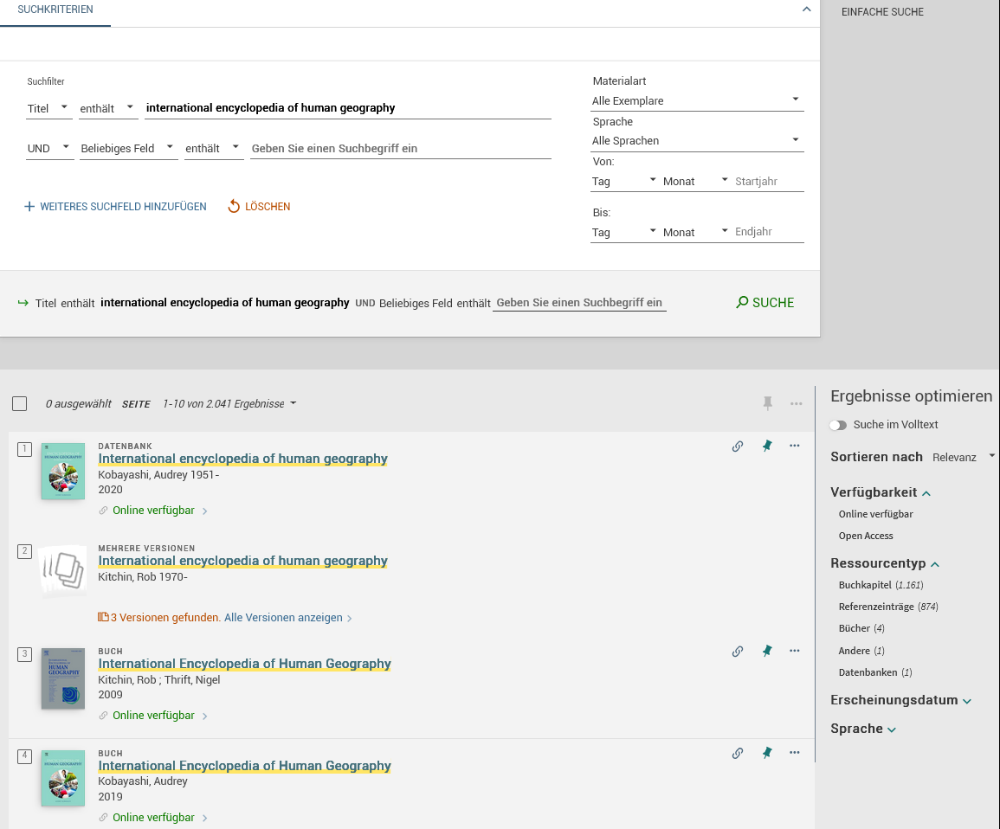 SUCHKRITERIEN
EINFACHE SUCHE
Suchfilter
Titel enthält international encyclopedia of human geography
UND Beliebiges Feld enthält Geben Sie einen Suchbegriff ein
WEITERES SUCHFELD HINZUFÜGEN LÖSCHEN
Materialart
Alle Exemplare
Sprache
Alle Sprachen
Von:
Tag Monat Startjahr
Bis:
Tag Monat Endjahr
Titel enthält international encyclopedia of human geography UND Beliebiges Feld enthält Geben Sie einen Suchbegriff ein
SUCHE
0 ausgewählt SEITE 1-10 von 2.041 Ergebnisse
1
HUMAN GEOGRAPHY
DATENBANK
International encyclopedia of human geography
Kobayashi, Audrey 1951-
2020
Online verfügbar
2
MEHRERE VERSIONEN
International encyclopedia of human geography
Kitchin, Rob 1970-
3 Versionen gefunden. Alle Versionen anzeigen
3
HUMAN
GEOGRAPHY
BUCH
International Encyclopedia of Human Geography
Kitchin, Rob ; Thrift, Nigel
2009
Online verfügbar
4
HUMAN GEOGRAPHY
BUCH
International Encyclopedia of Human Geography
Kobayashi, Audrey
2019
Online verfügbar
Ergebnisse optimieren
Suche im Volltext
Sortieren nach Relevanz
Verfügbarkeit
Online verfügbar
Open Access
Ressourcentyp
Buchkapitel (1.161)
Referenzeinträge (874)
Bücher (4)
Andere (1)
Datenbanken (1)
Erscheinungsdatum
Sprache